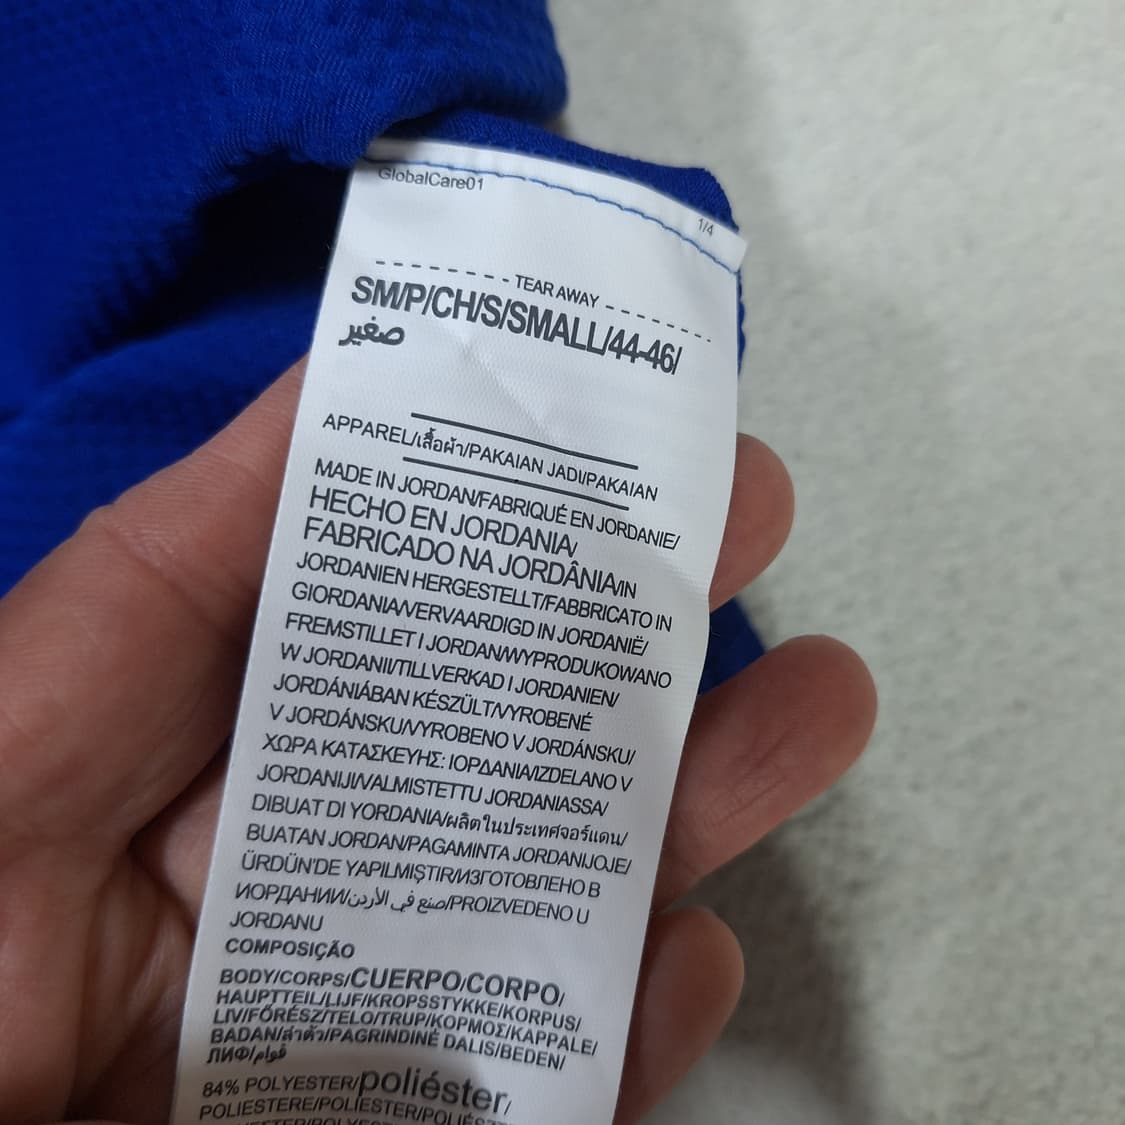 GlobalCare01
1/4
- - - - - - - - - TEAR AWAY - - - - - - - -
SM/P/CH/S/SMALL/44-46/
صغير
APPAREL/เสื้อผ้า/PAKAIAN JADI/PAKAIAN
MADE IN JORDAN/FABRIQUÉ EN JORDANIE/
HECHO EN JORDANIA/
FABRICADO NA JORDÂNIA/IN
JORDANIEN HERGESTELLT/FABBRICATO IN
GIORDANIA/VERVAARDIGD IN JORDANIË/
FREMSTILLET I JORDAN/WYPRODUKOWANO
W JORDANII/TILLVERKAD I JORDANIEN/
JORDÁNIÁBAN KÉSZÜLT/VYROBENÉ
V JORDÁNSKU/VYROBENO V JORDÁNSKU/
ΧΩΡΑ ΚΑΤΑΣΚΕΥΗΣ: ΙΟΡΔΑΝΙΑ/IZDELANO V
JORDANIJI/VALMISTETTU JORDANIASSA/
DIBUAT DI YORDANIA/ผลิตในประเทศจอร์แดน/
BUATAN JORDAN/PAGAMINTA JORDANIJOJE/
ÜRDÜN'DE YAPILMIŞTIR/ИЗГОТОВЛЕНО В
ИОРДАНИИ/صنع في الأردن/PROIZVEDENO U
JORDANU
COMPOSIÇÃO
BODY/CORPS/CUERPO/CORPO/
HAUPTTEIL/LIJF/KROPSSTYKKE/KORPUS/
LIV/FŐRÉSZ/TELO/TRUP/ΚΟΡΜΟΣ/KAPPALE/
BADAN/ลำตัว/PAGRINDINĖ DALIS/BEDEN/
ЛИФ/قوام
84% POLYESTER/poliéster/
POLIESTERE/POLIESTER/POLIÉSZTER